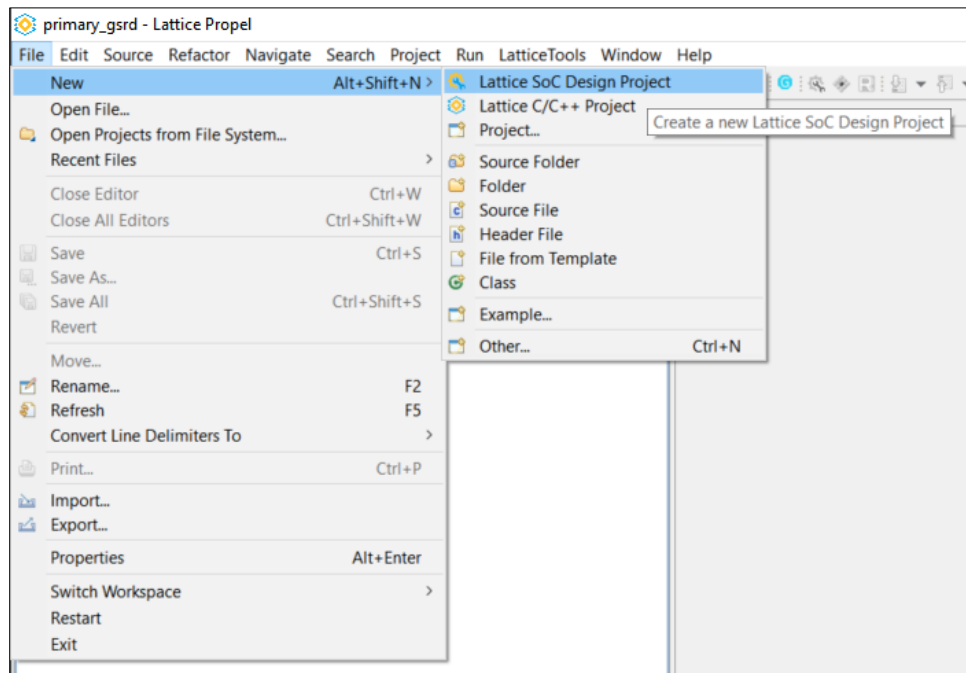 primary_gsrd - Lattice Propel
File Edit Source Refactor Navigate Search Project Run LatticeTools Window Help
New Alt+Shift+N >
Open File...
Open Projects from File System...
Recent Files >
Close Editor Ctrl+W
Close All Editors Ctrl+Shift+W
Save Ctrl+S
Save As...
Save All Ctrl+Shift+S
Revert
Move...
Rename... F2
Refresh F5
Convert Line Delimiters To >
Print... Ctrl+P
Import...
Export...
Properties Alt+Enter
Switch Workspace >
Restart
Exit
Lattice SoC Design Project
Lattice C/C++ Project
Project...
Source Folder
Folder
Source File
Header File
File from Template
Class
Example...
Other... Ctrl+N
Create a new Lattice SoC Design Project